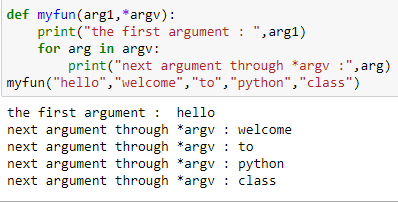 def myfun(arg1,*argv):
    print("the first argument : ",arg1)
    for arg in argv:
        print("next argument through *argv :",arg)
myfun("hello","welcome","to","python","class")
the first argument :  hello
next argument through *argv : welcome
next argument through *argv : to
next argument through *argv : python
next argument through *argv : class